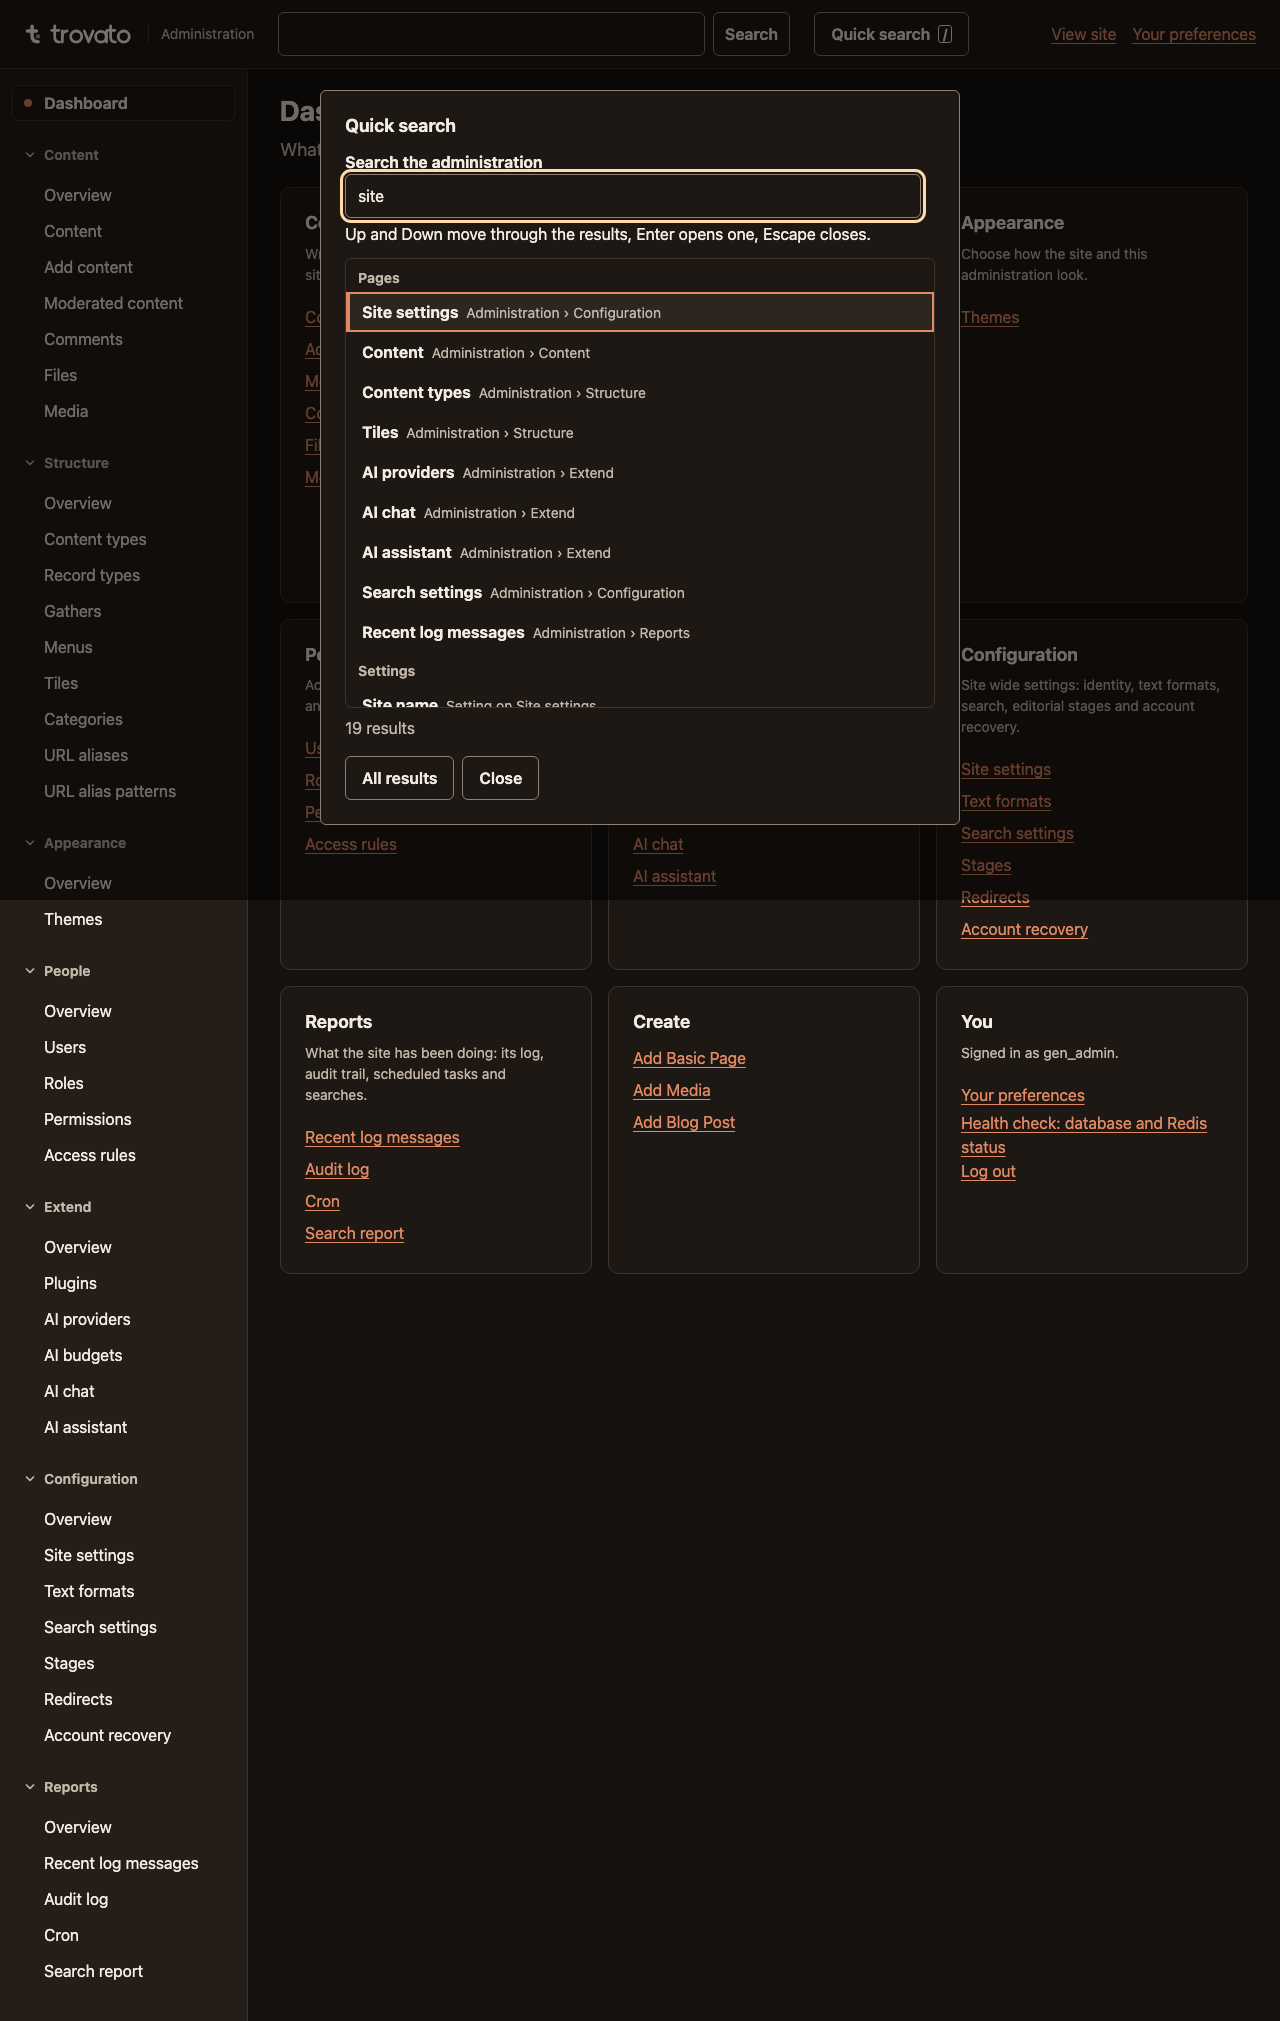 trovato
Administration
Search
Quick search /
View site
Your preferences
Dashboard
Content
Overview
Content
Add content
Moderated content
Comments
Files
Media
Structure
Overview
Content types
Record types
Gathers
Menus
Tiles
Categories
URL aliases
URL alias patterns
Appearance
Overview
Themes
People
Overview
Users
Roles
Permissions
Access rules
Extend
Overview
Plugins
AI providers
AI budgets
AI chat
AI assistant
Configuration
Overview
Site settings
Text formats
Search settings
Stages
Redirects
Account recovery
Reports
Overview
Recent log messages
Audit log
Cron
Search report
Quick search
Search the administration
site
Up and Down move through the results, Enter opens one, Escape closes.
Pages
Site settings Administration › Configuration
Content Administration › Content
Content types Administration › Structure
Tiles Administration › Structure
AI providers Administration › Extend
AI chat Administration › Extend
AI assistant Administration › Extend
Search settings Administration › Configuration
Recent log messages Administration › Reports
Settings
Site name Setting on Site settings
19 results
All results
Close
What
Appearance
Choose how the site and this
administration look.
Themes
Access rules
AI chat
AI assistant
Configuration
Site wide settings: identity, text formats,
search, editorial stages and account
recovery.
Site settings
Text formats
Search settings
Stages
Redirects
Account recovery
Reports
What the site has been doing: its log,
audit trail, scheduled tasks and
searches.
Recent log messages
Audit log
Cron
Search report
Create
Add Basic Page
Add Media
Add Blog Post
You
Signed in as gen_admin.
Your preferences
Health check: database and Redis
status
Log out